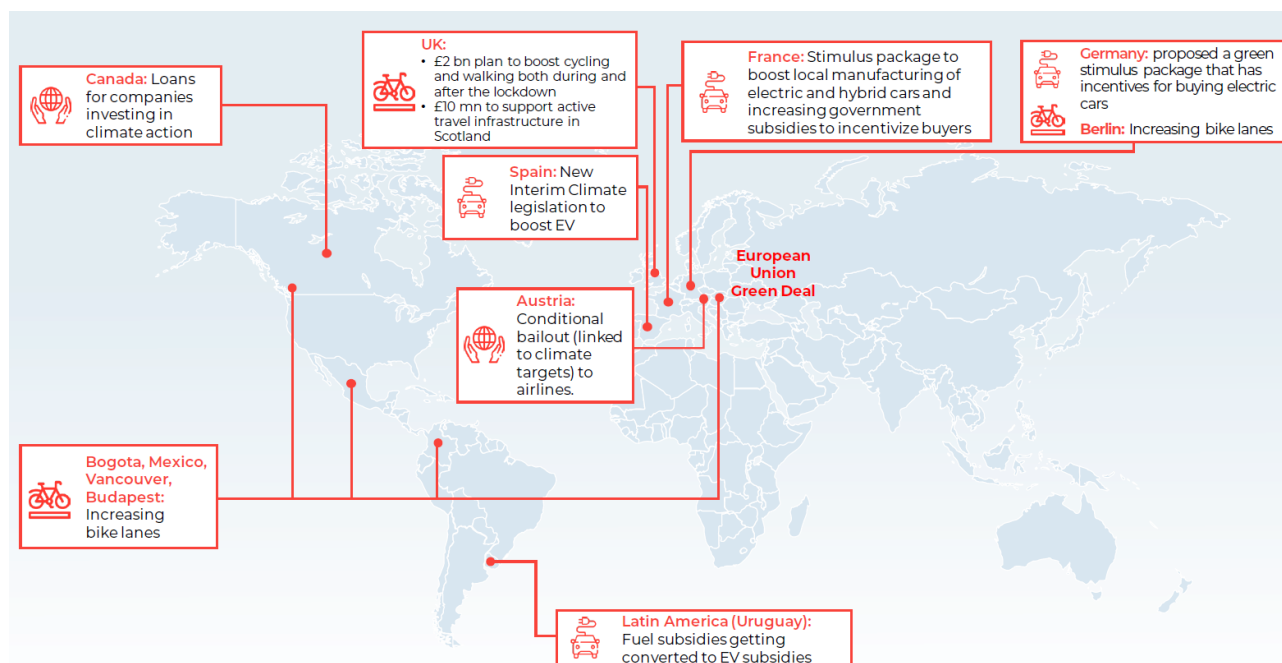 Canada: Loans
for companies
investing in
climate action
UK:
• £2 bn plan to boost cycling
and walking both during and
after the lockdown
• £10 mn to support active
travel infrastructure in
Scotland
France: Stimulus package to
boost local manufacturing of
electric and hybrid cars and
increasing government
subsidies to incentivize buyers
Germany: proposed a green
stimulus package that has
incentives for buying electric
cars
Berlin: Increasing bike lanes
Spain: New
Interim Climate
legislation to
boost EV
European
Union
Green Deal
Austria:
Conditional
bailout (linked
to climate
targets) to
airlines.
Bogota, Mexico,
Vancouver,
Budapest:
Increasing
bike lanes
Latin America (Uruguay):
Fuel subsidies getting
converted to EV subsidies